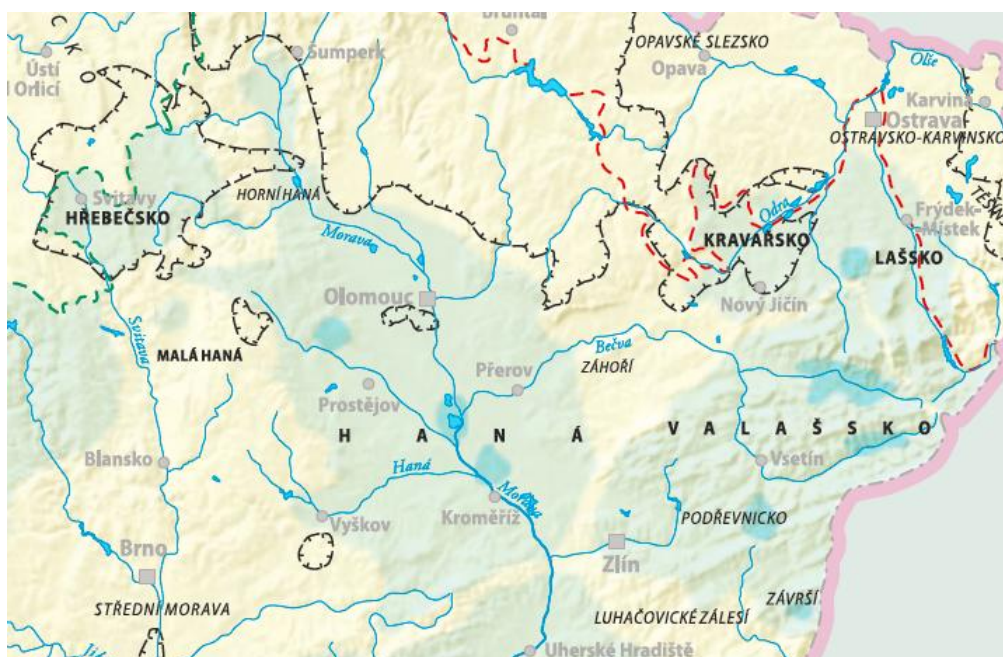 Bruntál
OPAVSKÉ SLEZSKO
Šumperk
Ústí
Orlicí
Opava
Olše
Karviná
Ostrava
OSTRAVSKO-KARVINSKO
Svitavy
HŘEBEČSKO
HORNÍ HANÁ
Morava
Odra
KRAVAŘSKO
Frýdek-
Místek
LAŠSKO
Olomouc
Nový Jičín
Svitava
MALÁ HANÁ
Bečva
ZÁHOŘÍ
Přerov
Prostějov
HANÁ
VALAŠSKO
Blansko
Haná
Vsetín
Morava
Kroměříž
Vyškov
PODŘEVNICKO
Brno
Zlín
STŘEDNÍ MORAVA
ZÁVRŠÍ
LUHAČOVICKÉ ZÁLESÍ
Uherské Hradiště